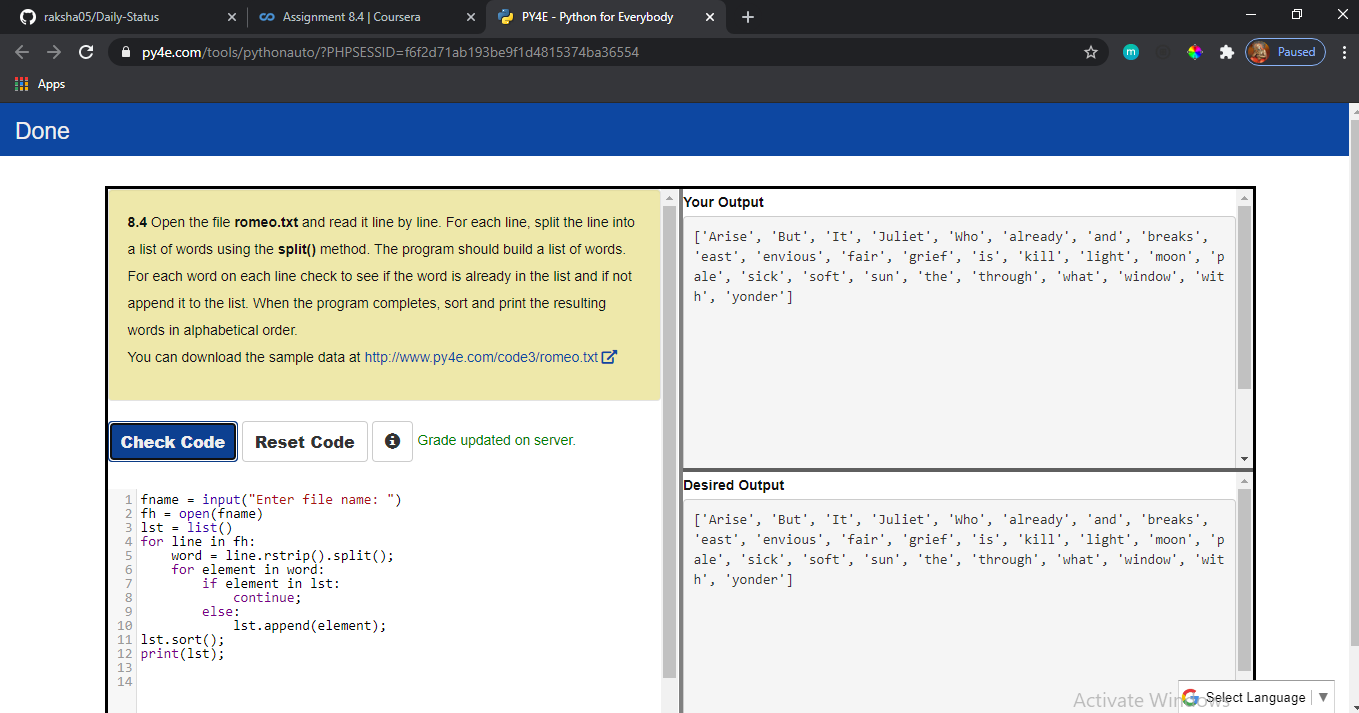 raksha05/Daily-Status
Assignment 8.4 | Coursera
PY4E - Python for Everybody
py4e.com/tools/pythonauto/?PHPSESSID=f6f2d71ab193be9f1d4815374ba36554
m
Paused
Apps
Done
8.4 Open the file romeo.txt and read it line by line. For each line, split the line into
a list of words using the split() method. The program should build a list of words.
For each word on each line check to see if the word is already in the list and if not
append it to the list. When the program completes, sort and print the resulting
words in alphabetical order.
You can download the sample data at http://www.py4e.com/code3/romeo.txt
Check Code
Reset Code
Grade updated on server.
1 fname = input("Enter file name: ")
2 fh = open(fname)
3 lst = list()
4 for line in fh:
5     word = line.rstrip().split();
6     for element in word:
7         if element in lst:
8             continue;
9         else:
10             lst.append(element);
11 lst.sort();
12 print(lst);
13
14
Your Output
['Arise', 'But', 'It', 'Juliet', 'Who', 'already', 'and', 'breaks',
'east', 'envious', 'fair', 'grief', 'is', 'kill', 'light', 'moon', 'p
ale', 'sick', 'soft', 'sun', 'the', 'through', 'what', 'window', 'wit
h', 'yonder']
Desired Output
['Arise', 'But', 'It', 'Juliet', 'Who', 'already', 'and', 'breaks',
'east', 'envious', 'fair', 'grief', 'is', 'kill', 'light', 'moon', 'p
ale', 'sick', 'soft', 'sun', 'the', 'through', 'what', 'window', 'wit
h', 'yonder']
Activate Windows
Select Language